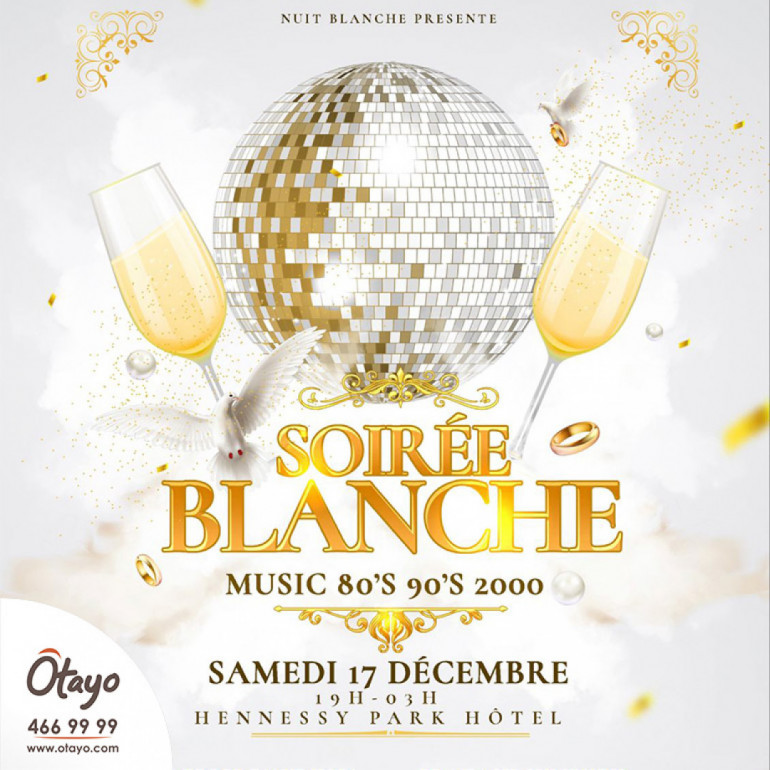 NUIT BLANCHE PRESENTE
SOIRÉE
BLANCHE
MUSIC 80'S 90'S 2000
SAMEDI 17 DÉCEMBRE
19H-03H
HENNESSY PARK HÔTEL
Ôtayo
466 99 99
www.otayo.com